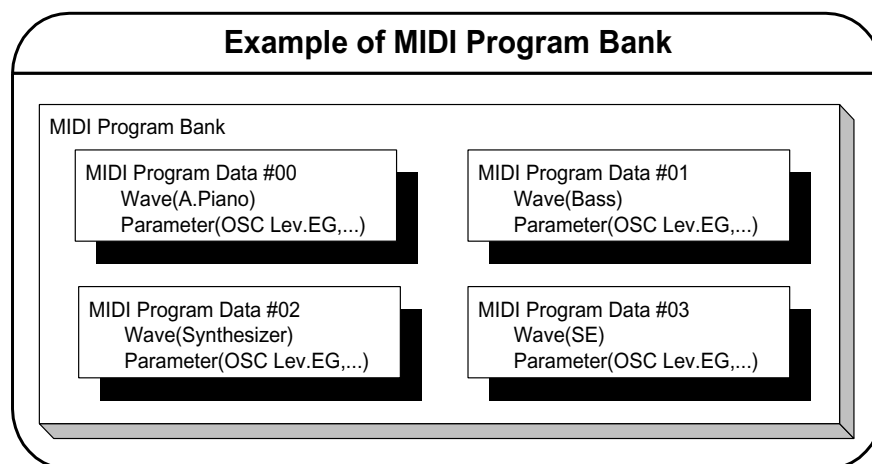 Example of MIDI Program Bank
MIDI Program Bank
MIDI Program Data #00
Wave(A.Piano)
Parameter(OSC Lev.EG,...)
MIDI Program Data #01
Wave(Bass)
Parameter(OSC Lev.EG,...)
MIDI Program Data #02
Wave(Synthesizer)
Parameter(OSC Lev.EG,...)
MIDI Program Data #03
Wave(SE)
Parameter(OSC Lev.EG,...)